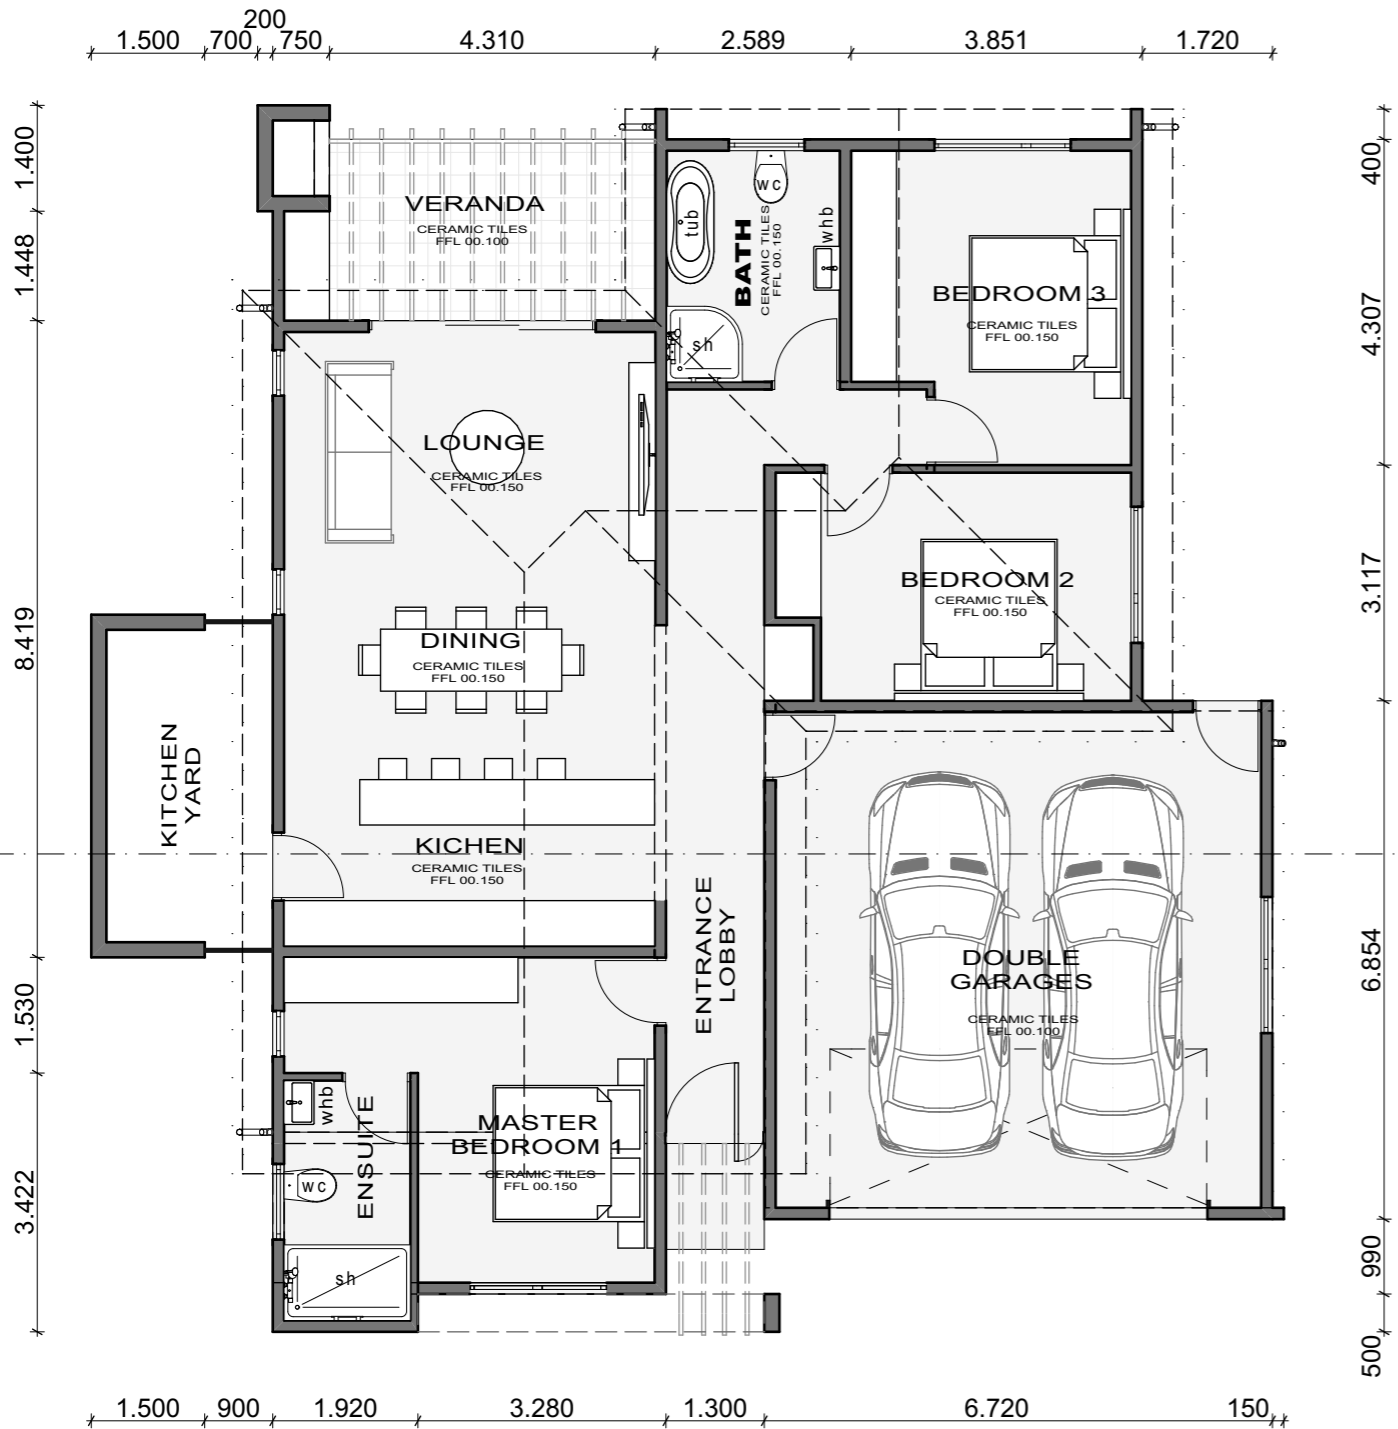 200
1.500
700
750
4.310
2.589
3.851
1.720
1.400
1.448
8.419
1.530
3.422
400
4.307
3.117
6.854
990
500
VERANDA
CERAMIC TILES
FFL 00.100
tub
WC
BATH
CERAMIC TILES
FFL 00.150
whb
sh
BEDROOM 3
CERAMIC TILES
FFL 00.150
LOUNGE
CERAMIC TILES
FFL 00.150
BEDROOM 2
CERAMIC TILES
FFL 00.150
DINING
CERAMIC TILES
FFL 00.150
KITCHEN
YARD
KICHEN
CERAMIC TILES
FFL 00.150
ENTRANCE
LOBBY
DOUBLE
GARAGES
CERAMIC TILES
FFL 00.100
whb
ENSUITE
WC
sh
MASTER
BEDROOM 1
CERAMIC TILES
FFL 00.150
1.500
900
1.920
3.280
1.300
6.720
150